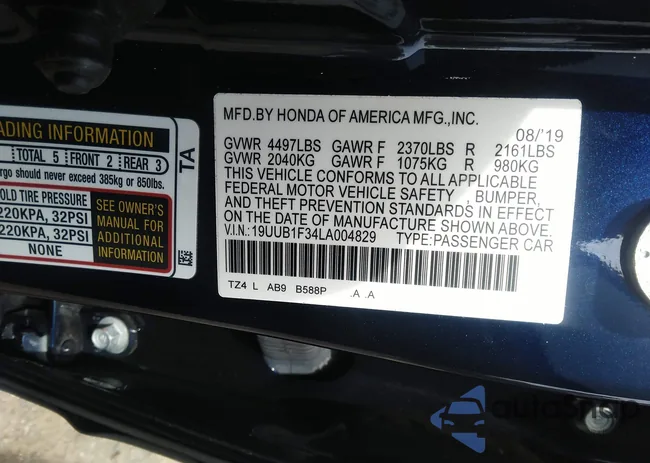 ADING INFORMATION
TOTAL 5 FRONT 2 REAR 3
rgo should never exceed 385kg or 850lbs.
OLD TIRE PRESSURE
220KPA, 32PSI
220KPA, 32PSI
NONE
SEE OWNER'S
MANUAL FOR
ADDITIONAL
INFORMATION
TA
MFD.BY HONDA OF AMERICA MFG.,INC.
08/'19
GVWR 4497LBS GAWR F 2370LBS R 2161LBS
GVWR 2040KG GAWR F 1075KG R 980KG
THIS VEHICLE CONFORMS TO ALL APPLICABLE
FEDERAL MOTOR VEHICLE SAFETY , BUMPER,
AND THEFT PREVENTION STANDARDS IN EFFECT
ON THE DATE OF MANUFACTURE SHOWN ABOVE.
V.I.N.:19UUB1F34LA004829 TYPE:PASSENGER CAR
TZ4 L AB9 B588P .A .A
autoSnap